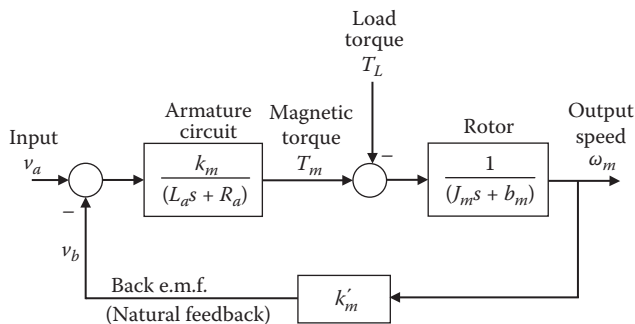 Load
torque
T_L
Armature
circuit
Magnetic
torque
T_m
Rotor
Output
speed
ω_m
Input
v_a
k_m
(L_a s + R_a)
1
(J_m s + b_m)
−
−
v_b
Back e.m.f.
(Natural feedback)
k′_m